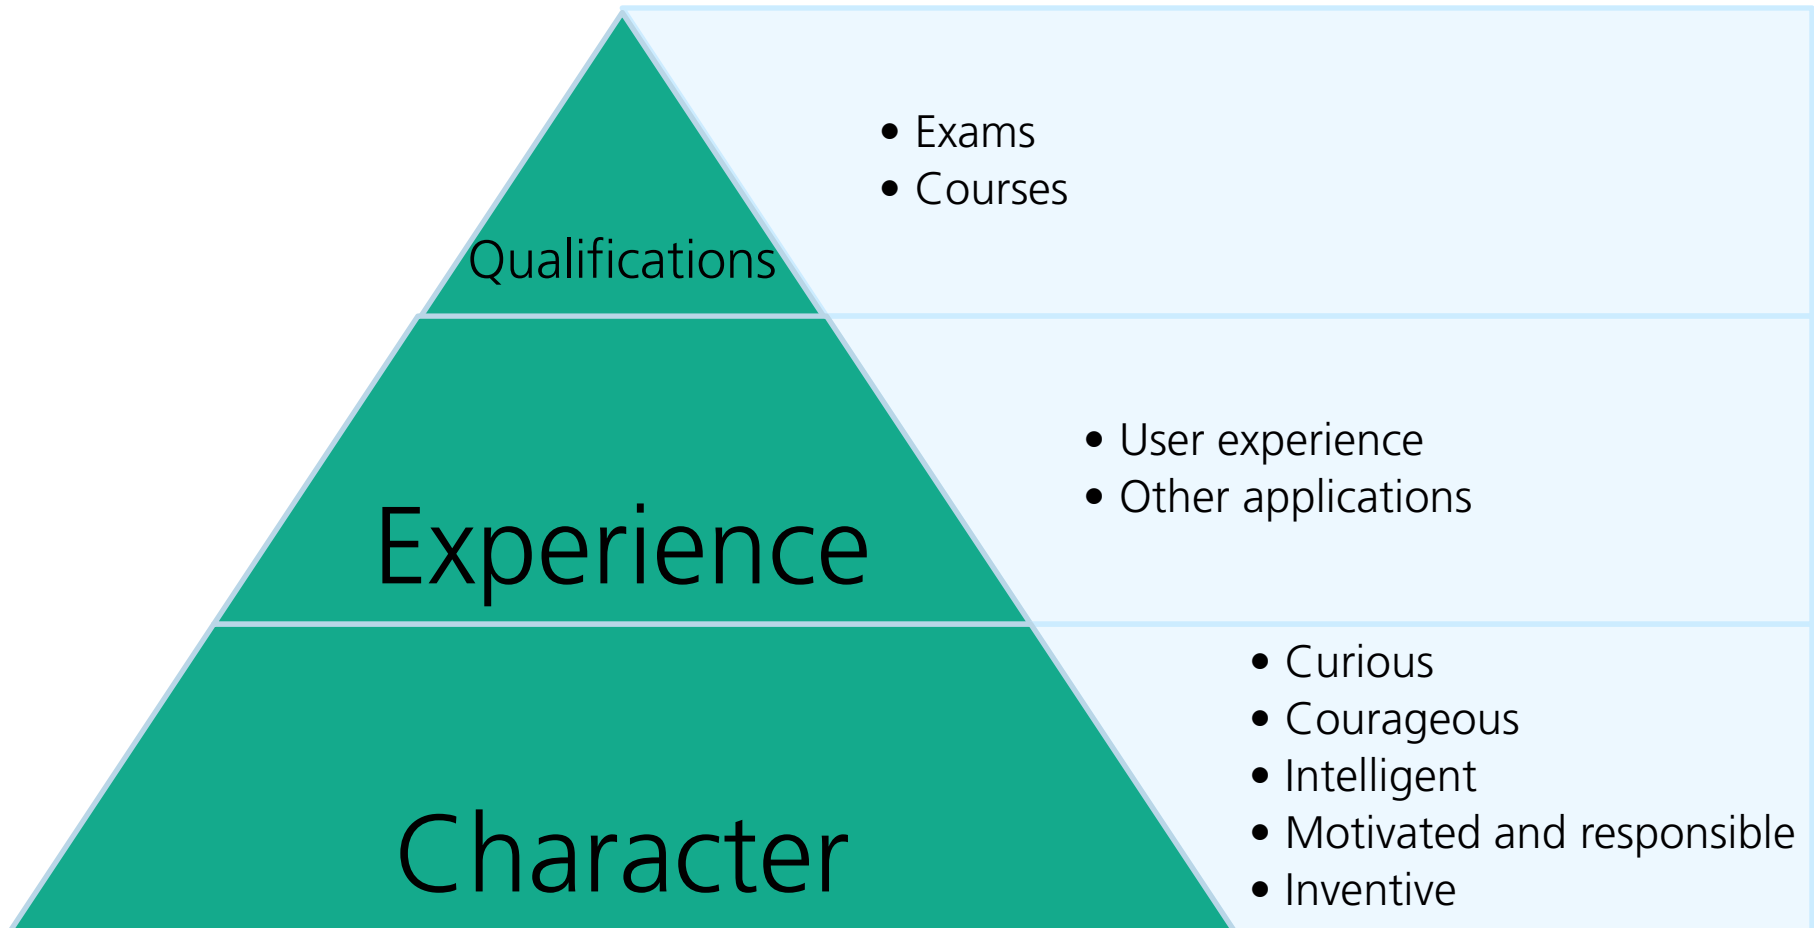 Qualifications
• Exams
• Courses
Experience
• User experience
• Other applications
Character
• Curious
• Courageous
• Intelligent
• Motivated and responsible
• Inventive